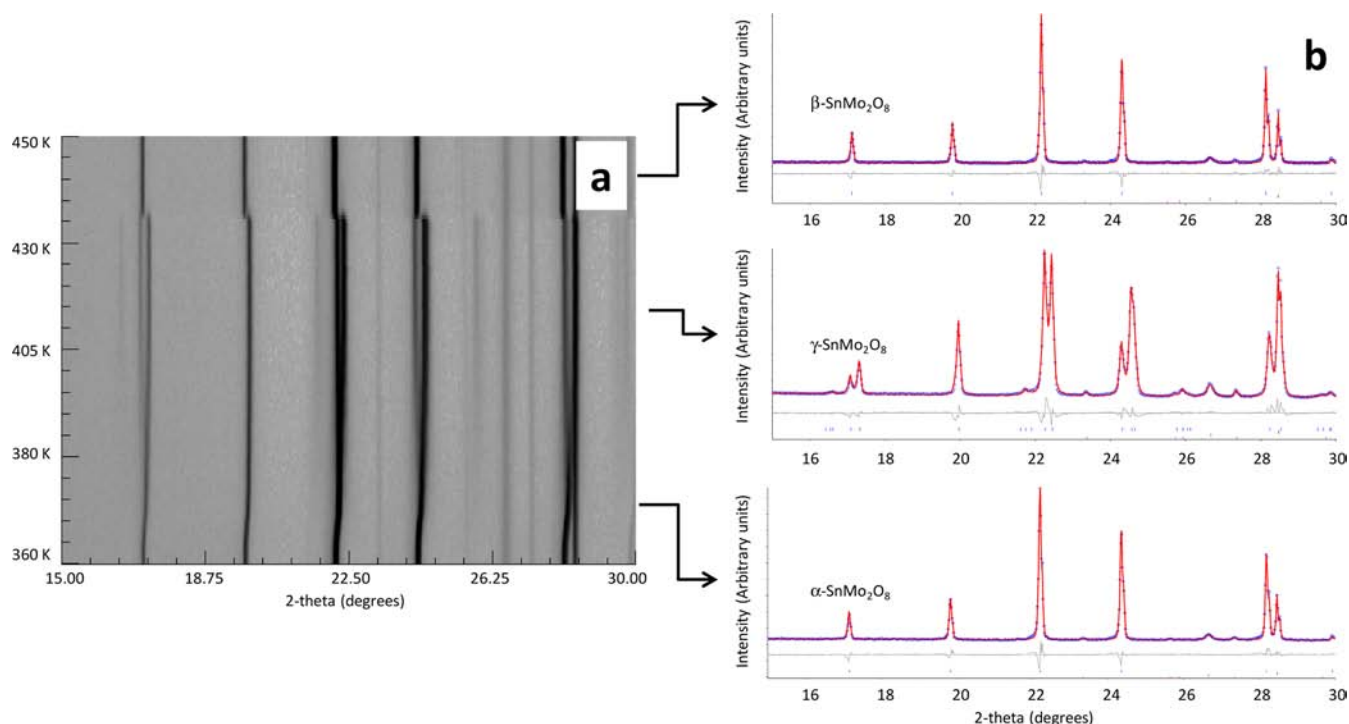 450 K
430 K
405 K
380 K
360 K
15.00 18.75 22.50 26.25 30.00
2-theta (degrees)
a
b
Intensity (Arbitrary units)
β-SnMo₂O₈
16 18 20 22 24 26 28 30
Intensity (Arbitrary units)
γ-SnMo₂O₈
16 18 20 22 24 26 28 30
Intensity (Arbitrary units)
α-SnMo₂O₈
16 18 20 22 24 26 28 30
2-theta (degrees)